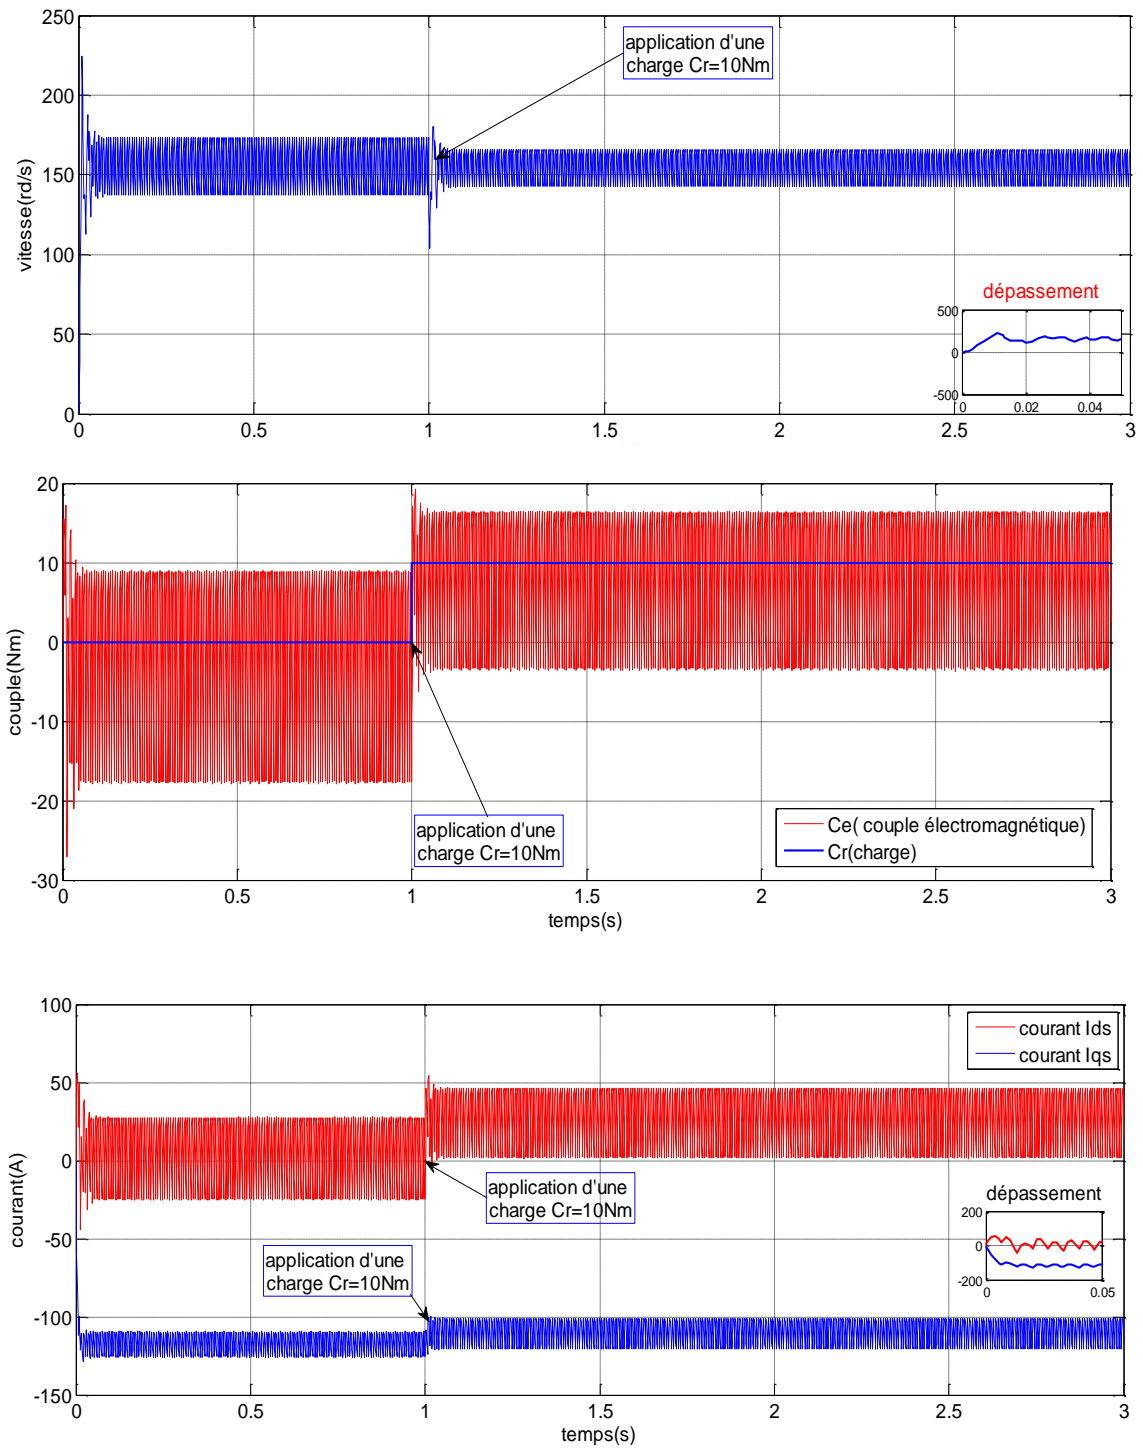 250
200
150
100
50
0
vitesse(rd/s)
application d'une
charge Cr=10Nm
dépassement
500
0
-500
0 0.02 0.04
0 0.5 1 1.5 2 2.5 3
20
10
0
-10
-20
-30
couple(Nm)
application d'une
charge Cr=10Nm
Ce( couple électromagnétique)
Cr(charge)
0 0.5 1 1.5 2 2.5 3
temps(s)
100
50
0
-50
-100
-150
courant(A)
courant Ids
courant Iqs
application d'une
charge Cr=10Nm
application d'une
charge Cr=10Nm
dépassement
200
0
-200
0 0.05
0 0.5 1 1.5 2 2.5 3
temps(s)